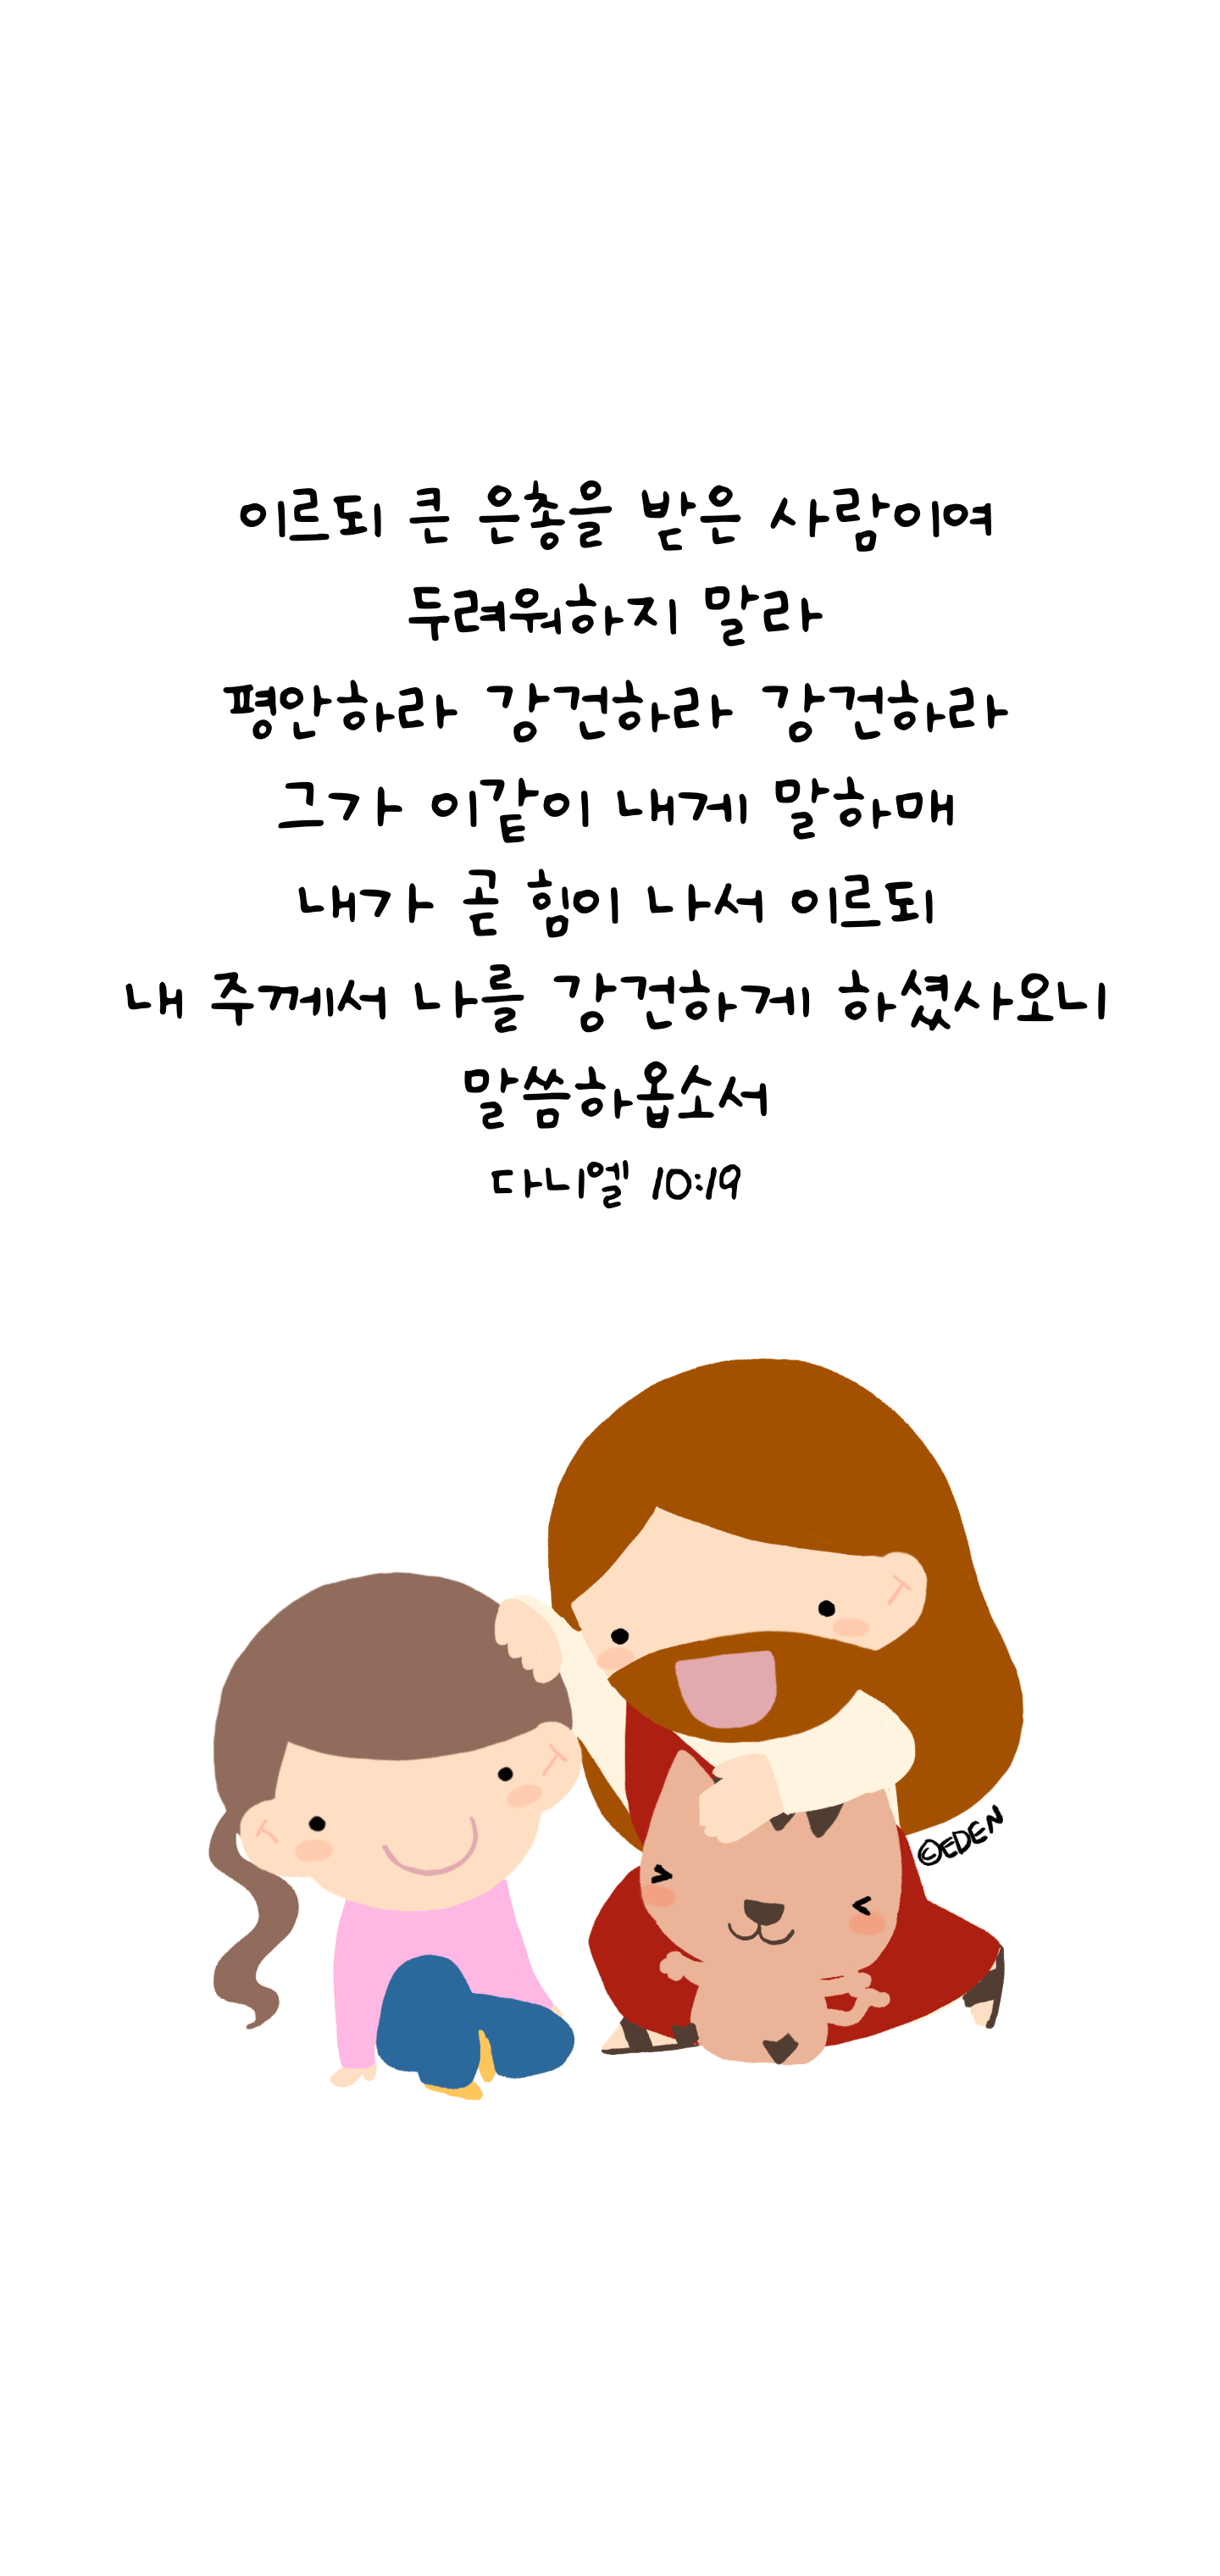 이르되 큰 은총을 받은 사람이여
두려워하지 말라
평안하라 강건하라 강건하라
그가 이같이 내게 말하매
내가 곧 힘이 나서 이르되
내 주께서 나를 강건하게 하셨사오니
말씀하옵소서
다니엘 10:19
©EDEN